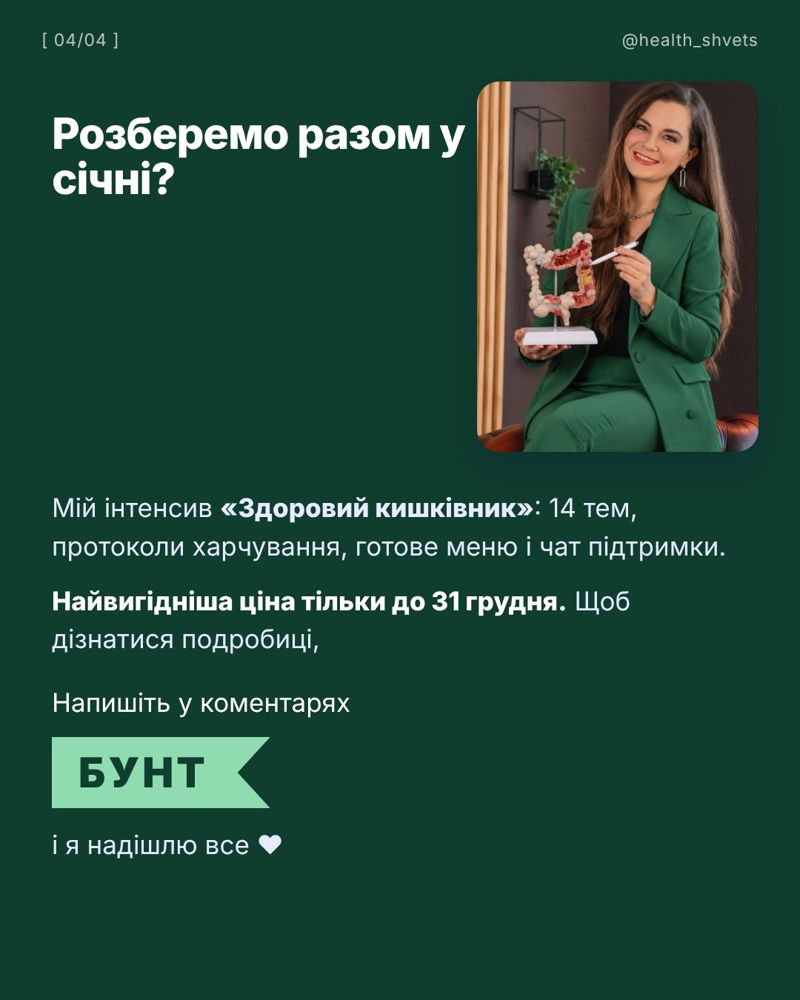 [ 04/04 ]
@health_shvets
Розберемо разом у
січні?
Мій інтенсив «Здоровий кишківник»: 14 тем,
протоколи харчування, готове меню і чат підтримки.
Найвигідніша ціна тільки до 31 грудня. Щоб
дізнатися подробиці,
Напишіть у коментарях
БУНТ
і я надішлю все ♥